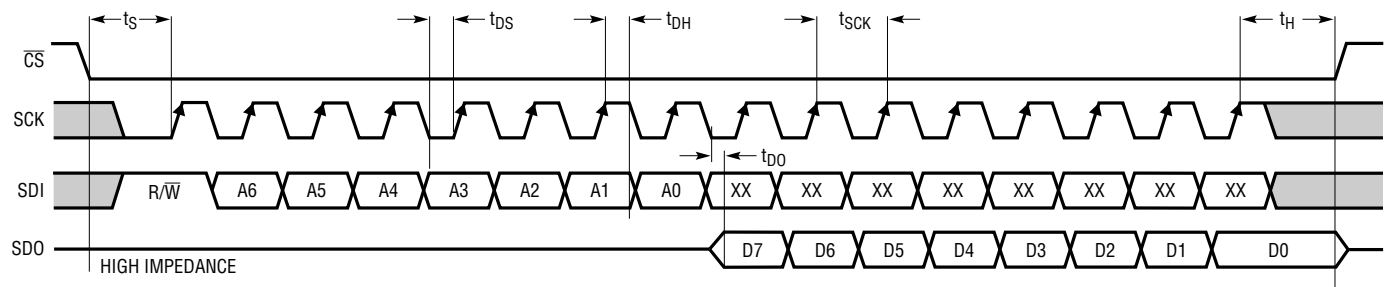 tS tDS tDH tSCK tH
CS
SCK
tDO
SDI R/W A6 A5 A4 A3 A2 A1 A0 XX XX XX XX XX XX XX XX
SDO D7 D6 D5 D4 D3 D2 D1 D0
HIGH IMPEDANCE